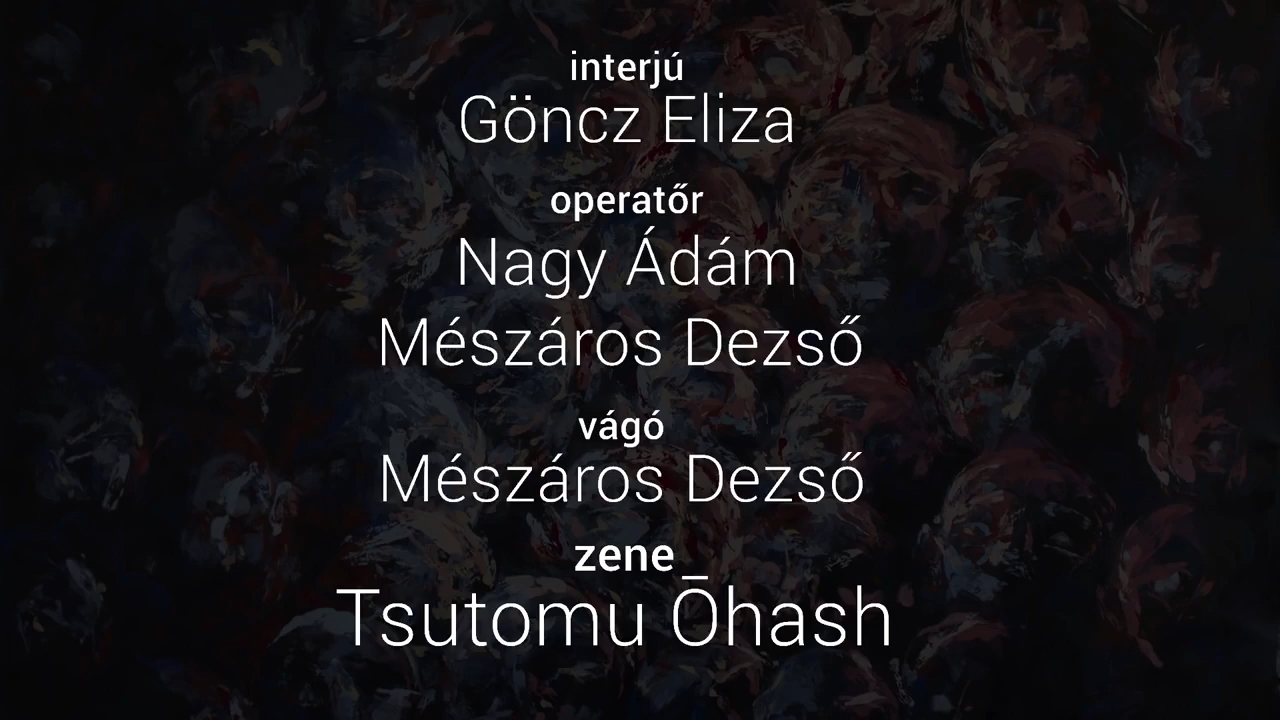 interjú
Göncz Eliza
operatőr
Nagy Ádám
Mészáros Dezső
vágó
Mészáros Dezső
zene
Tsutomu Ōhash